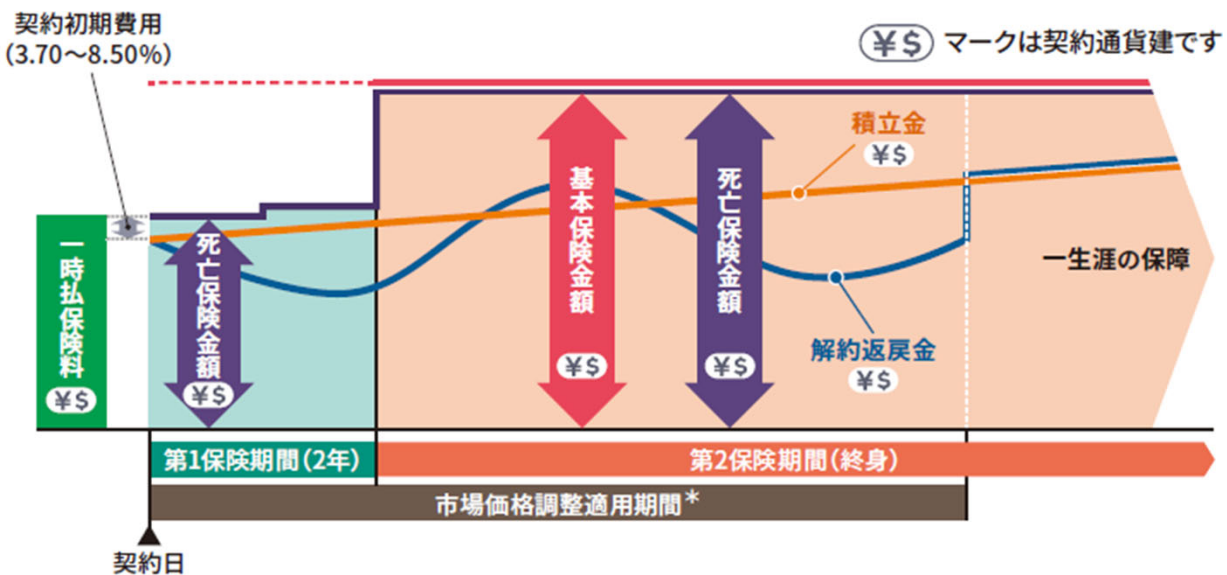 契約初期費用
(3.70~8.50%)
¥$ マークは契約通貨建です
積立金
¥$
一時払保険料
¥$
死亡保険金額
¥$
基本保険金額
¥$
死亡保険金額
¥$
一生涯の保障
解約返戻金
¥$
第1保険期間(2年)
第2保険期間(終身)
市場価格調整適用期間*
契約日